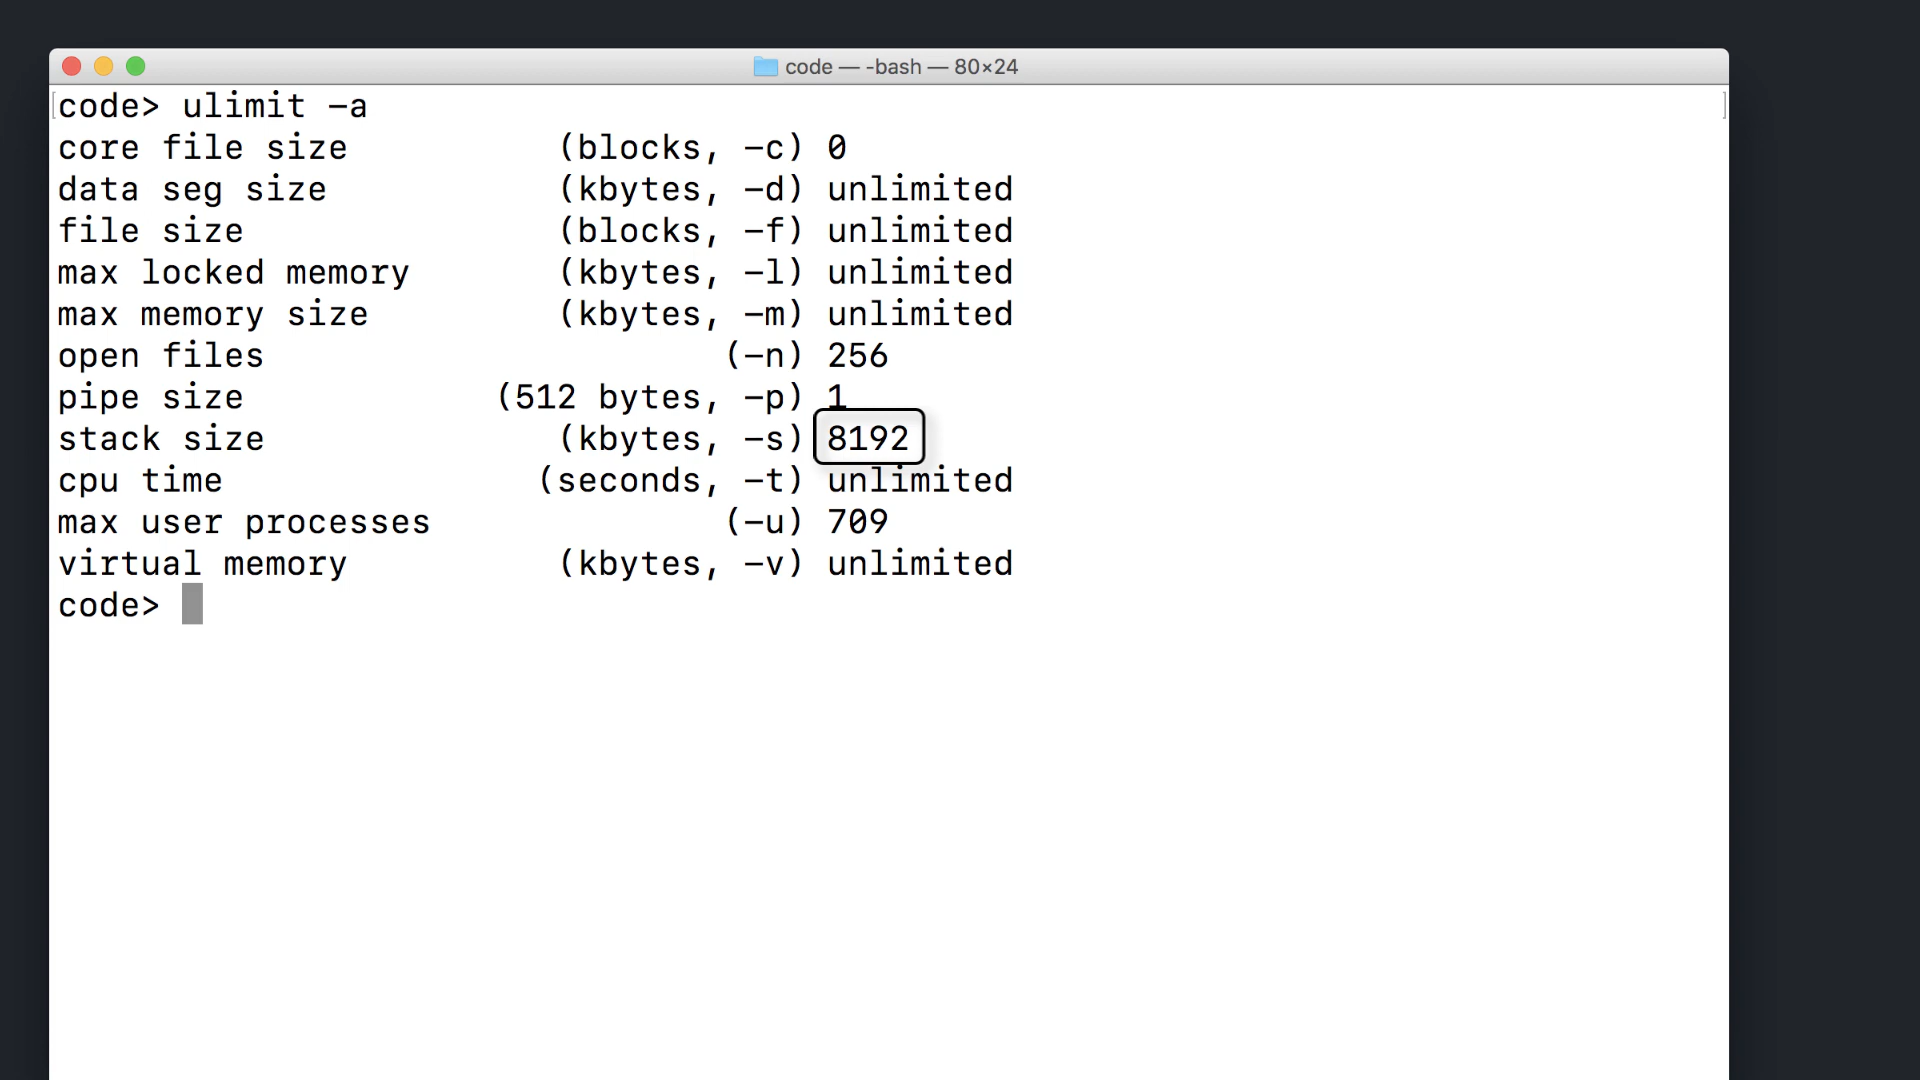 code — -bash — 80×24
code> ulimit -a
core file size          (blocks, -c) 0
data seg size           (kbytes, -d) unlimited
file size               (blocks, -f) unlimited
max locked memory       (kbytes, -l) unlimited
max memory size         (kbytes, -m) unlimited
open files                      (-n) 256
pipe size            (512 bytes, -p) 1
stack size              (kbytes, -s) 8192
cpu time               (seconds, -t) unlimited
max user processes              (-u) 709
virtual memory          (kbytes, -v) unlimited
code>